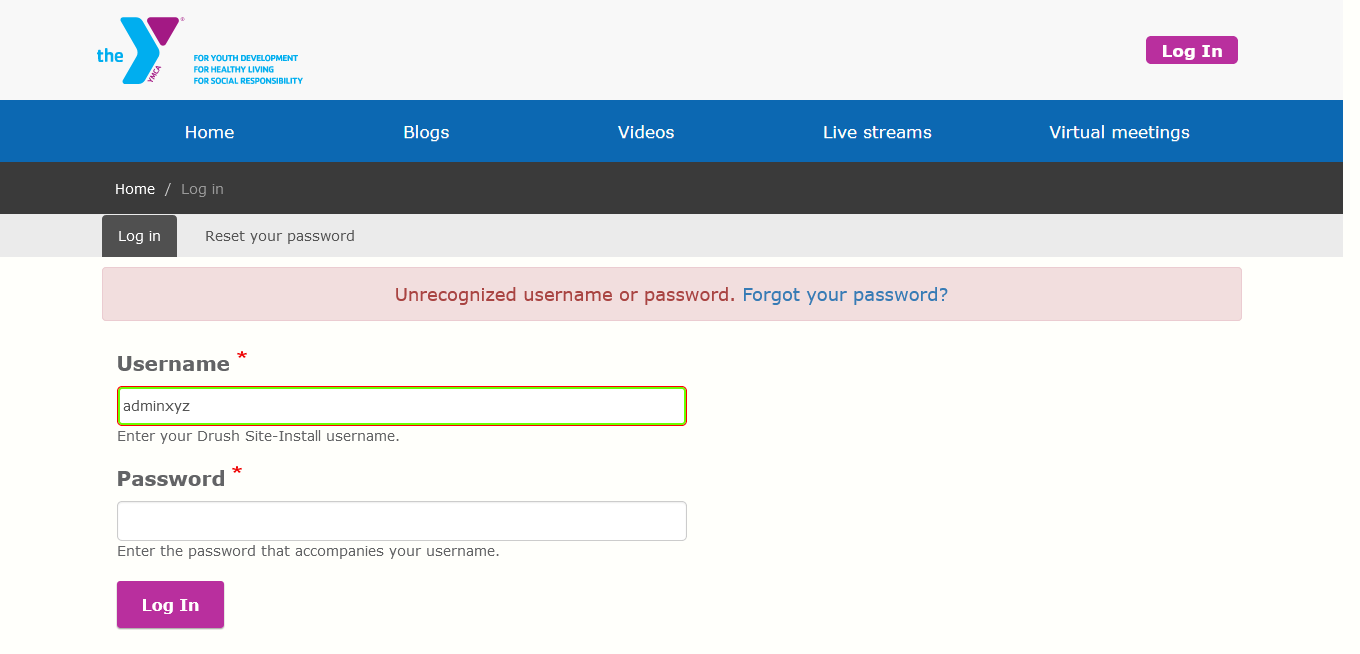 the
YMCA
®
FOR YOUTH DEVELOPMENT
FOR HEALTHY LIVING
FOR SOCIAL RESPONSIBILITY
Log In
Home Blogs Videos Live streams Virtual meetings
Home / Log in
Log in Reset your password
Unrecognized username or password. Forgot your password?
Username *
adminxyz
Enter your Drush Site-Install username.
Password *
Enter the password that accompanies your username.
Log In